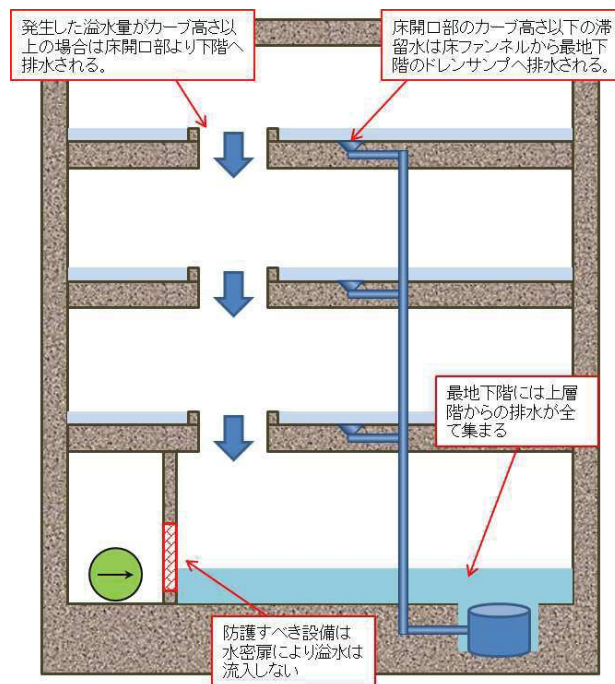 発生した溢水量がカーブ高さ以
上の場合は床開口部より下階へ
排水される。
床開口部のカーブ高さ以下の滞
留水は床ファンネルから最地下
階のドレンサンプへ排水される。
最地下階には上層
階からの排水が全
て集まる
防護すべき設備は
水密扉により溢水は
流入しない